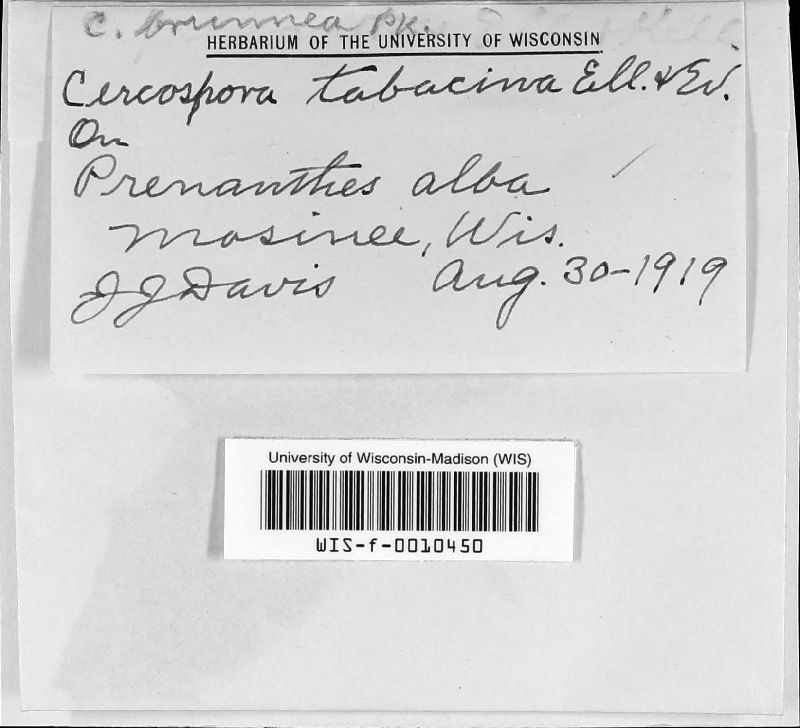 C. brunnea Pk.
HERBARIUM OF THE UNIVERSITY OF WISCONSIN
Cercospora tabacina Ell. & Ev.
On
Prenanthes alba
Mosinee, Wis.
JJ Davis Aug. 30-1919
University of Wisconsin-Madison (WIS)
WIS-f-0010450